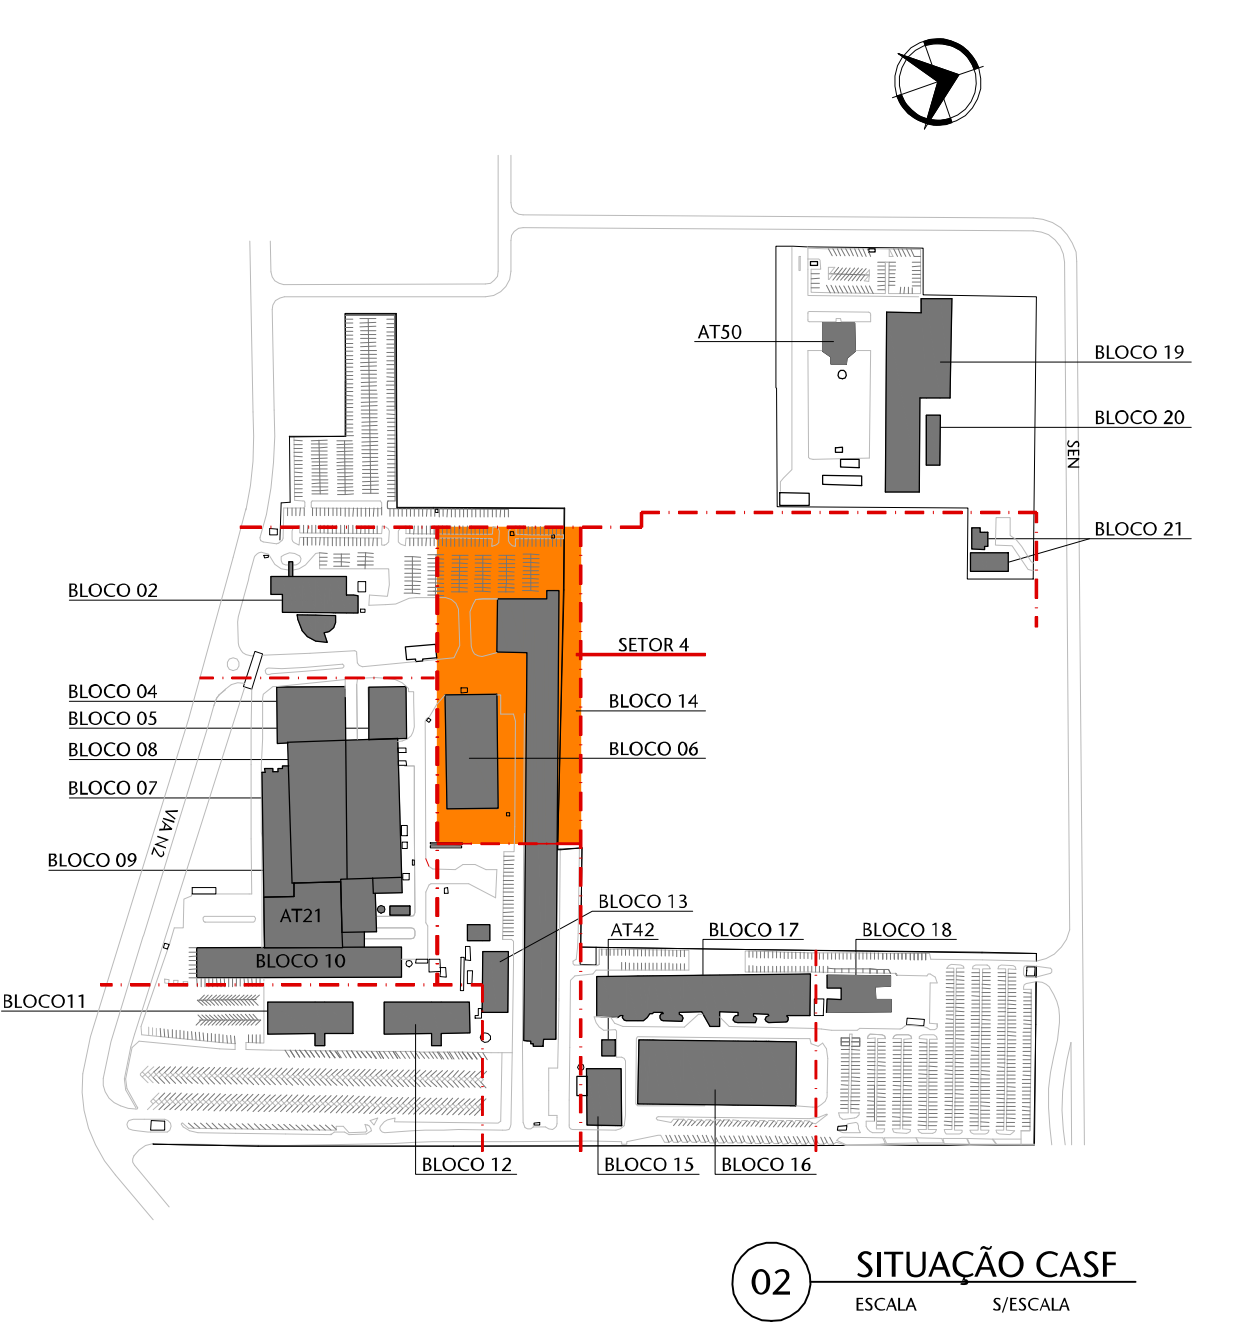 AT50
BLOCO 19
BLOCO 20
SEN
BLOCO 21
BLOCO 02
SETOR 4
BLOCO 04
BLOCO 14
BLOCO 05
BLOCO 08
BLOCO 06
BLOCO 07
VIA N2
BLOCO 09
BLOCO 13
AT21
AT42
BLOCO 17
BLOCO 18
BLOCO 10
BLOCO11
BLOCO 12
BLOCO 15
BLOCO 16
02
SITUAÇÃO CASF
ESCALA S/ESCALA